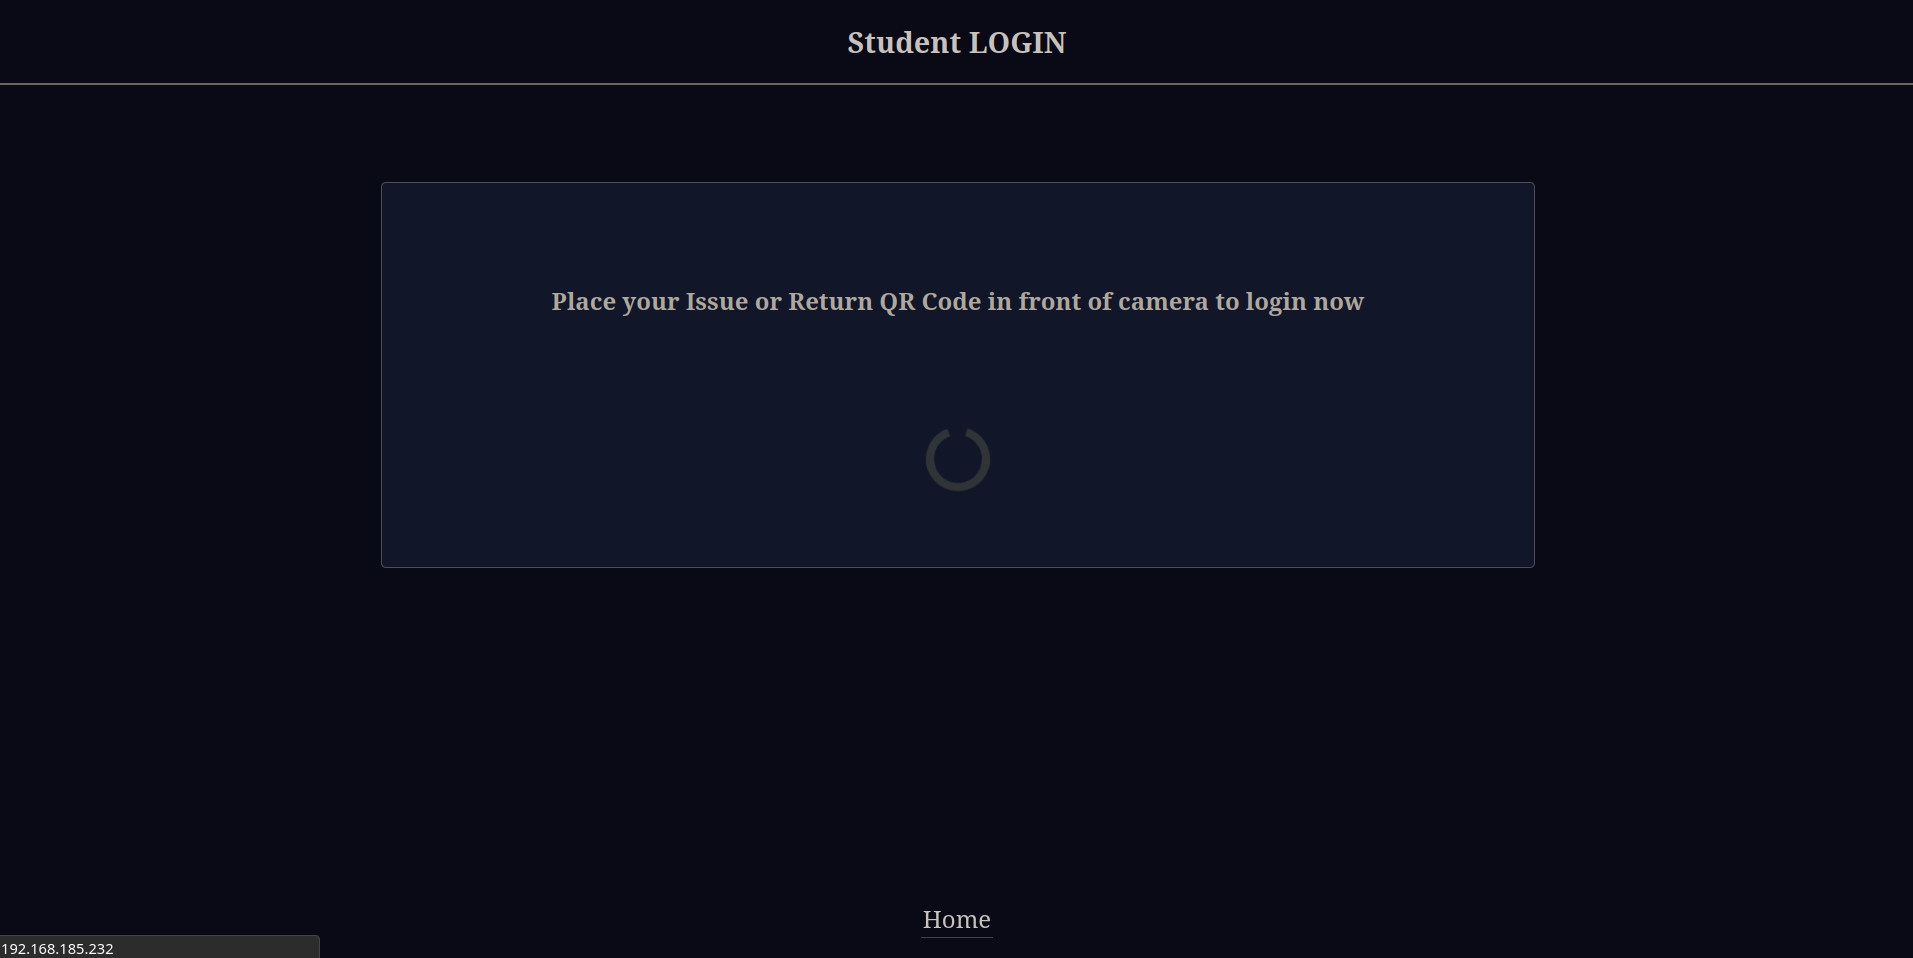 Student LOGIN
Place your Issue or Return QR Code in front of camera to login now
Home
192.168.185.232